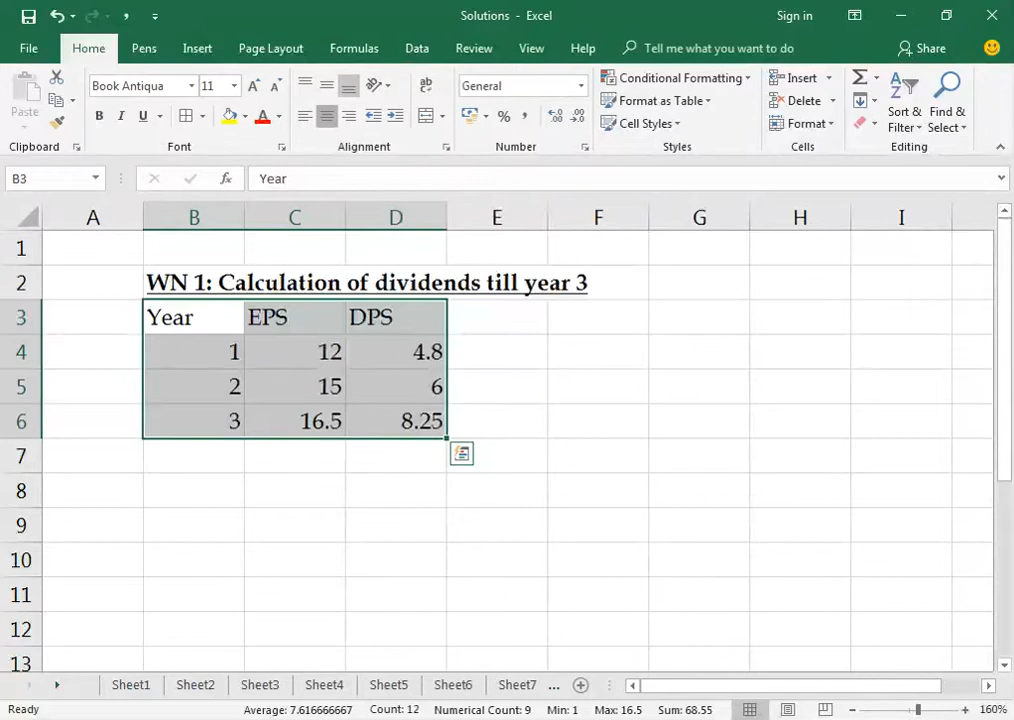 Solutions - Excel
Sign in
File Home Pens Insert Page Layout Formulas Data Review View Help Tell me what you want to do Share
Paste
Clipboard
Book Antiqua 11
B I U A
Font
ab
Alignment
General
% ,
Number
Conditional Formatting
Format as Table
Cell Styles
Styles
Insert
Delete
Format
Cells
Sort & Filter
Find & Select
Editing
B3 fx Year
A B C D E F G H I
1
2 WN 1: Calculation of dividends till year 3
3 Year EPS DPS
4 1 12 4.8
5 2 15 6
6 3 16.5 8.25
7
8
9
10
11
12
13
Sheet1 Sheet2 Sheet3 Sheet4 Sheet5 Sheet6 Sheet7 ...
Ready Average: 7.616666667 Count: 12 Numerical Count: 9 Min: 1 Max: 16.5 Sum: 68.55 160%